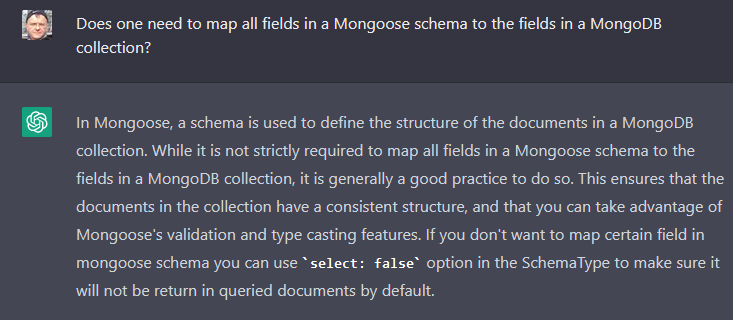 Does one need to map all fields in a Mongoose schema to the fields in a MongoDB
collection?
In Mongoose, a schema is used to define the structure of the documents in a MongoDB
collection. While it is not strictly required to map all fields in a Mongoose schema to the
fields in a MongoDB collection, it is generally a good practice to do so. This ensures that the
documents in the collection have a consistent structure, and that you can take advantage of
Mongoose's validation and type casting features. If you don't want to map certain field in
mongoose schema you can use `select: false` option in the SchemaType to make sure it
will not be return in queried documents by default.